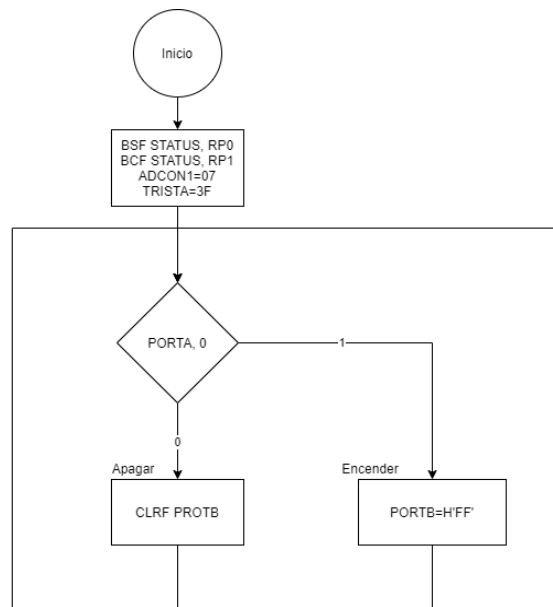 Inicio
BSF STATUS, RP0
BCF STATUS, RP1
ADCON1=07
TRISTA=3F
PORTA, 0
1
0
Apagar
Encender
CLRF PROTB
PORTB=H'FF'